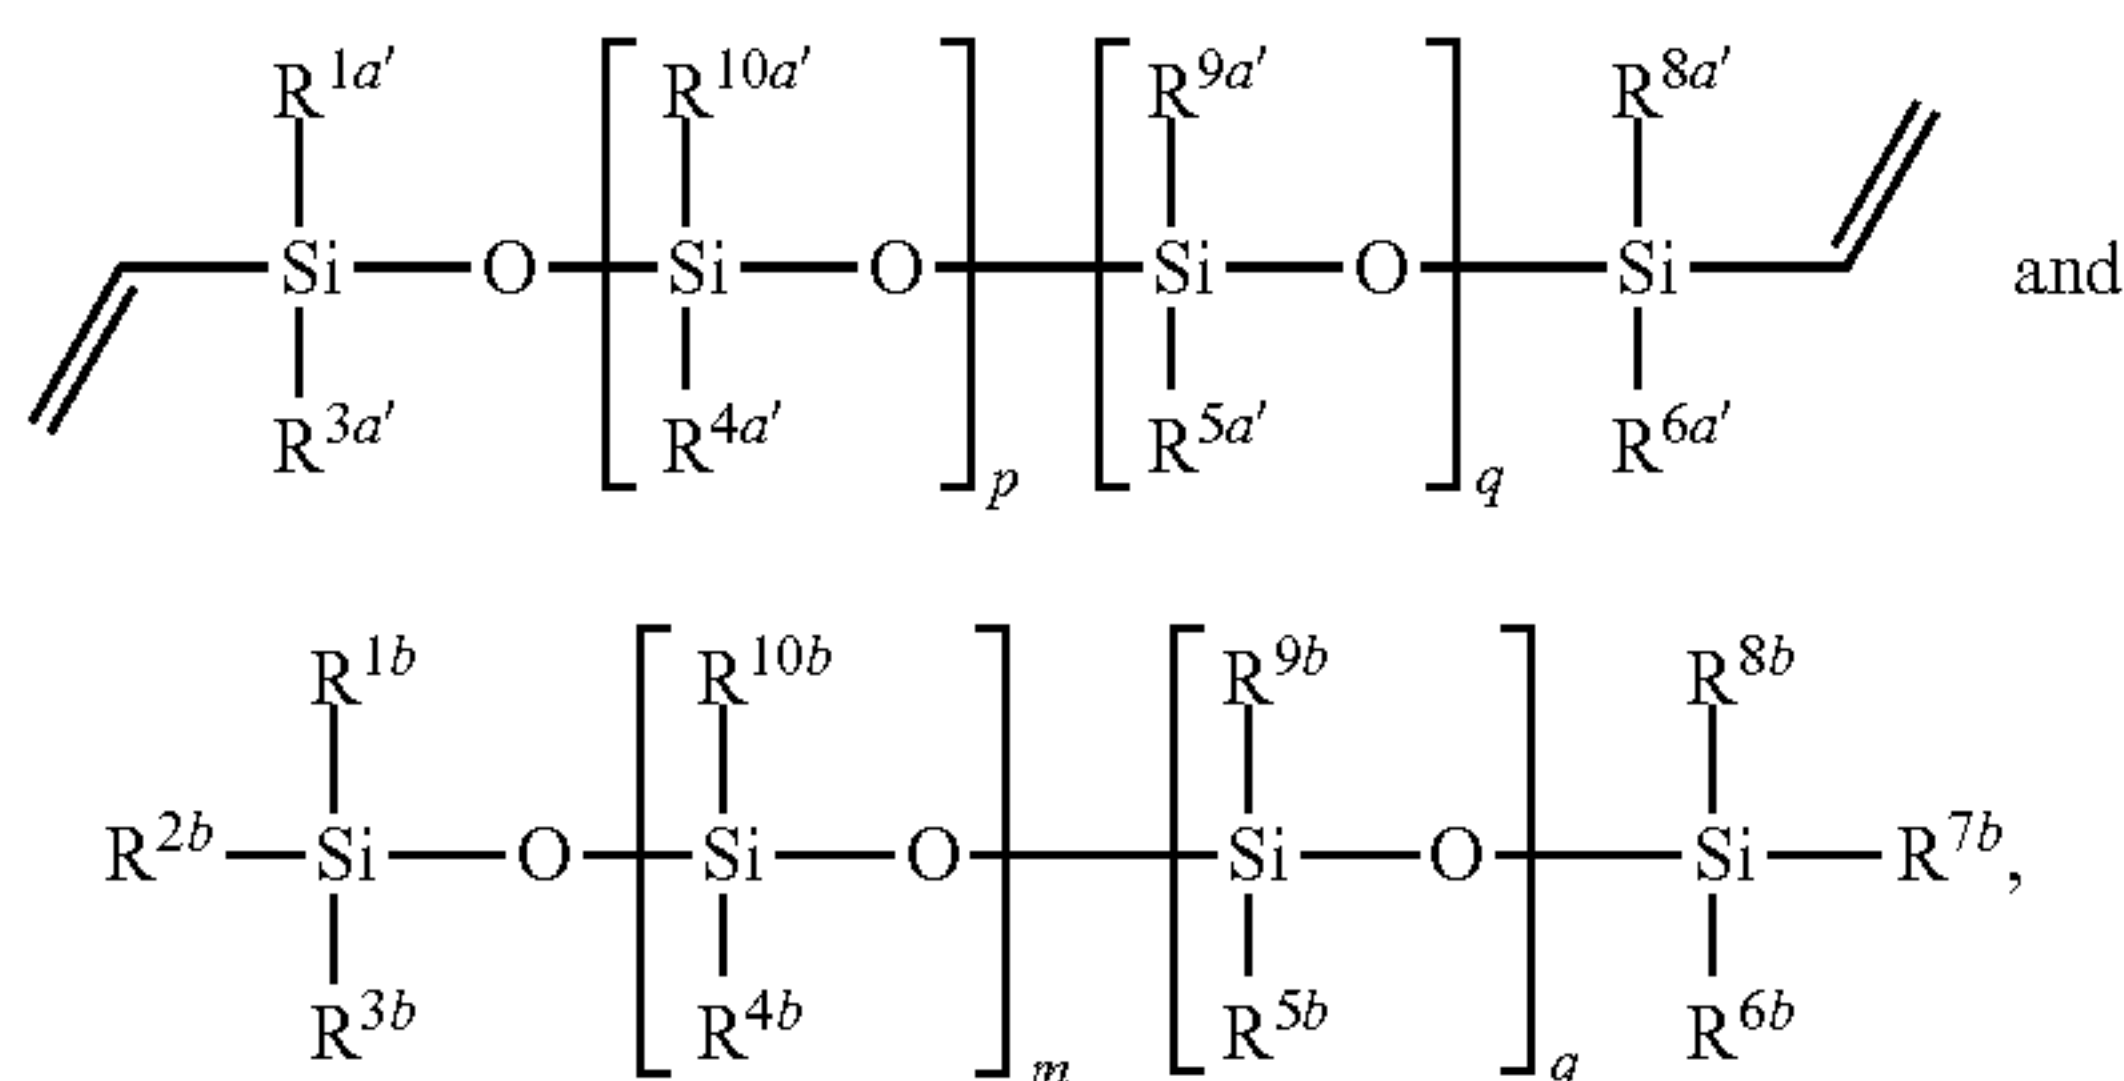 R1a′ R10a′ R9a′ R8a′
Si O Si O Si O Si and
R3a′ R4a′ R5a′ R6a′
p q
R1b R10b R9b R8b
R2b Si O Si O Si O Si R7b,
R3b R4b R5b R6b
m q